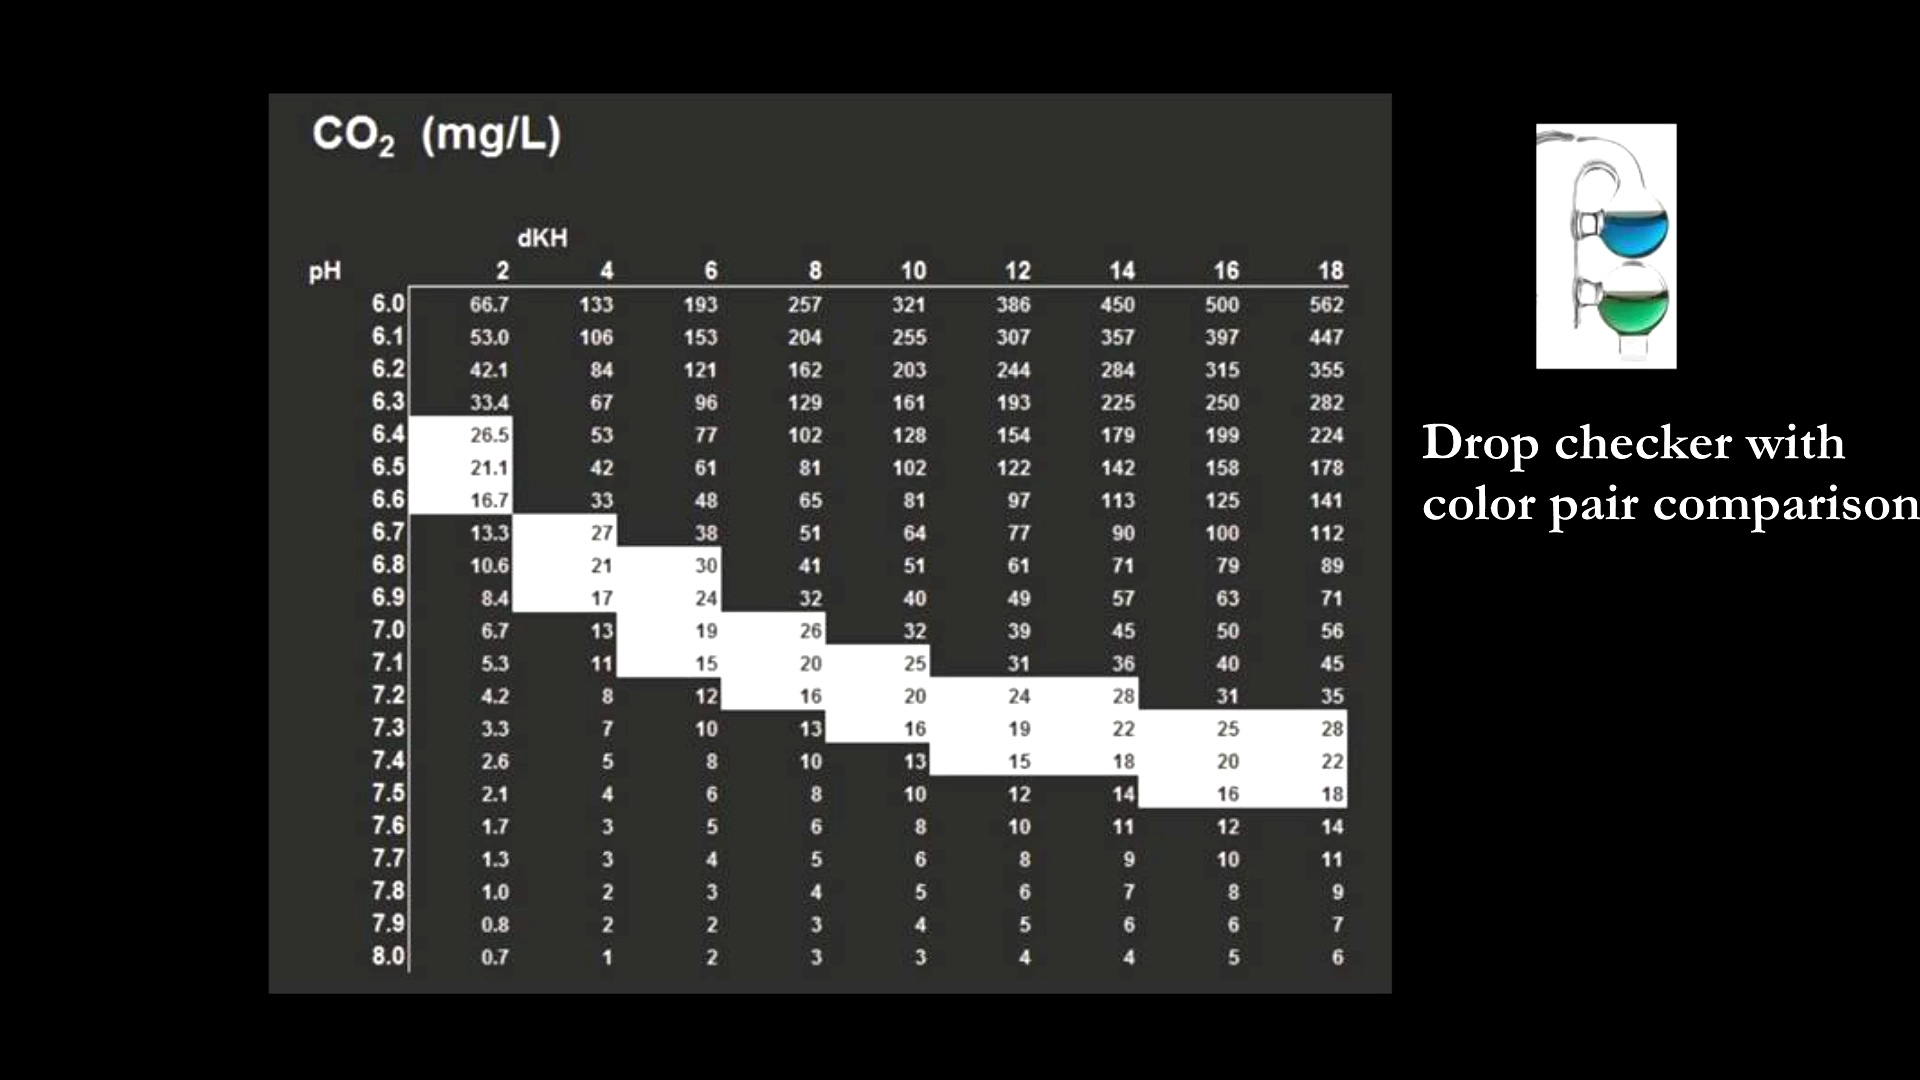 CO₂ (mg/L)
dKH
pH 2 4 6 8 10 12 14 16 18
6.0 66.7 133 193 257 321 386 450 500 562
6.1 53.0 106 153 204 255 307 357 397 447
6.2 42.1 84 121 162 203 244 284 315 355
6.3 33.4 67 96 129 161 193 225 250 282
6.4 26.5 53 77 102 128 154 179 199 224
6.5 21.1 42 61 81 102 122 142 158 178
6.6 16.7 33 48 65 81 97 113 125 141
6.7 13.3 27 38 51 64 77 90 100 112
6.8 10.6 21 30 41 51 61 71 79 89
6.9 8.4 17 24 32 40 49 57 63 71
7.0 6.7 13 19 26 32 39 45 50 56
7.1 5.3 11 15 20 25 31 36 40 45
7.2 4.2 8 12 16 20 24 28 31 35
7.3 3.3 7 10 13 16 19 22 25 28
7.4 2.6 5 8 10 13 15 18 20 22
7.5 2.1 4 6 8 10 12 14 16 18
7.6 1.7 3 5 6 8 10 11 12 14
7.7 1.3 3 4 5 6 8 9 10 11
7.8 1.0 2 3 4 5 6 7 8 9
7.9 0.8 2 2 3 4 5 6 6 7
8.0 0.7 1 2 3 3 4 4 5 6
Drop checker with
color pair comparison